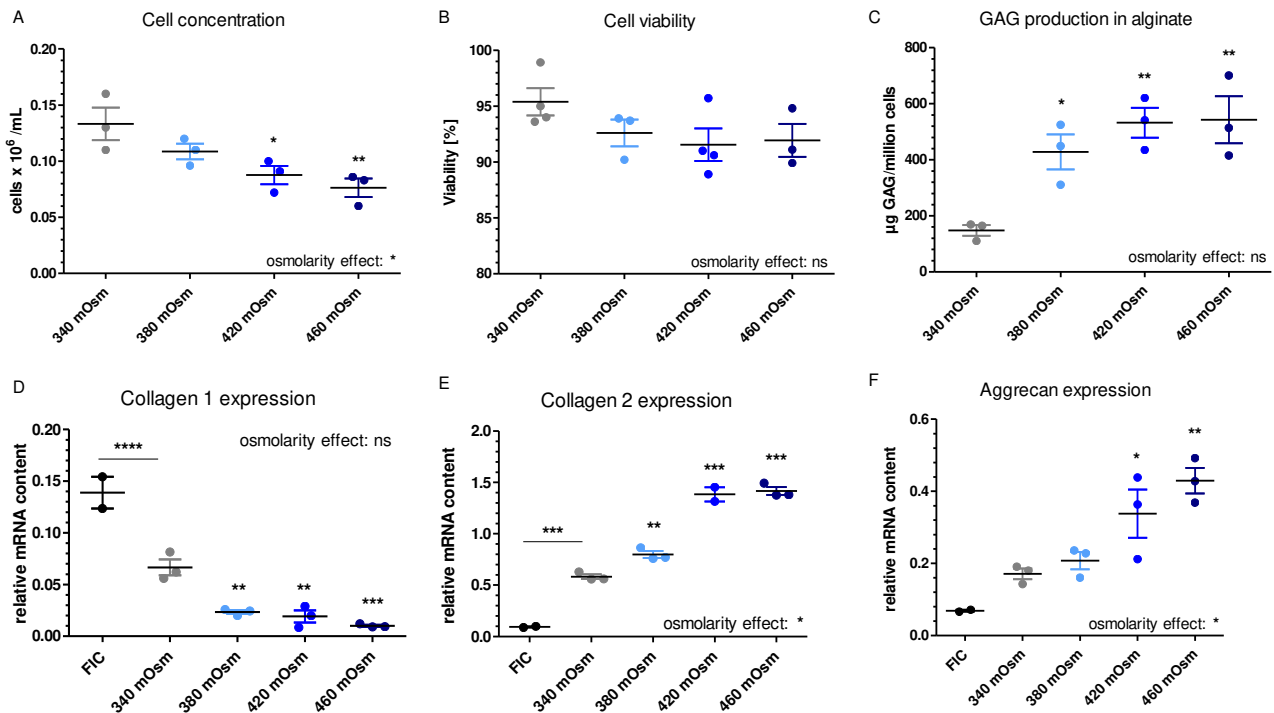 A
Cell concentration
cells x 10⁶ /mL
0.20
0.15
0.10
0.05
0.00
*
**
osmolarity effect: *
340 mOsm
380 mOsm
420 mOsm
460 mOsm
B
Cell viability
Viability [%]
100
95
90
85
80
osmolarity effect: ns
340 mOsm
380 mOsm
420 mOsm
460 mOsm
C
GAG production in alginate
µg GAG/million cells
800
600
400
200
0
*
**
**
osmolarity effect: ns
340 mOsm
380 mOsm
420 mOsm
460 mOsm
D
Collagen 1 expression
relative mRNA content
0.20
0.15
0.10
0.05
0.00
osmolarity effect: ns
****
**
**
***
FIC
340 mOsm
380 mOsm
420 mOsm
460 mOsm
E
Collagen 2 expression
relative mRNA content
2.0
1.5
1.0
0.5
0.0
***
**
***
***
osmolarity effect: *
FIC
340 mOsm
380 mOsm
420 mOsm
460 mOsm
F
Aggrecan expression
relative mRNA content
0.6
0.4
0.2
0.0
*
**
osmolarity effect: *
FIC
340 mOsm
380 mOsm
420 mOsm
460 mOsm